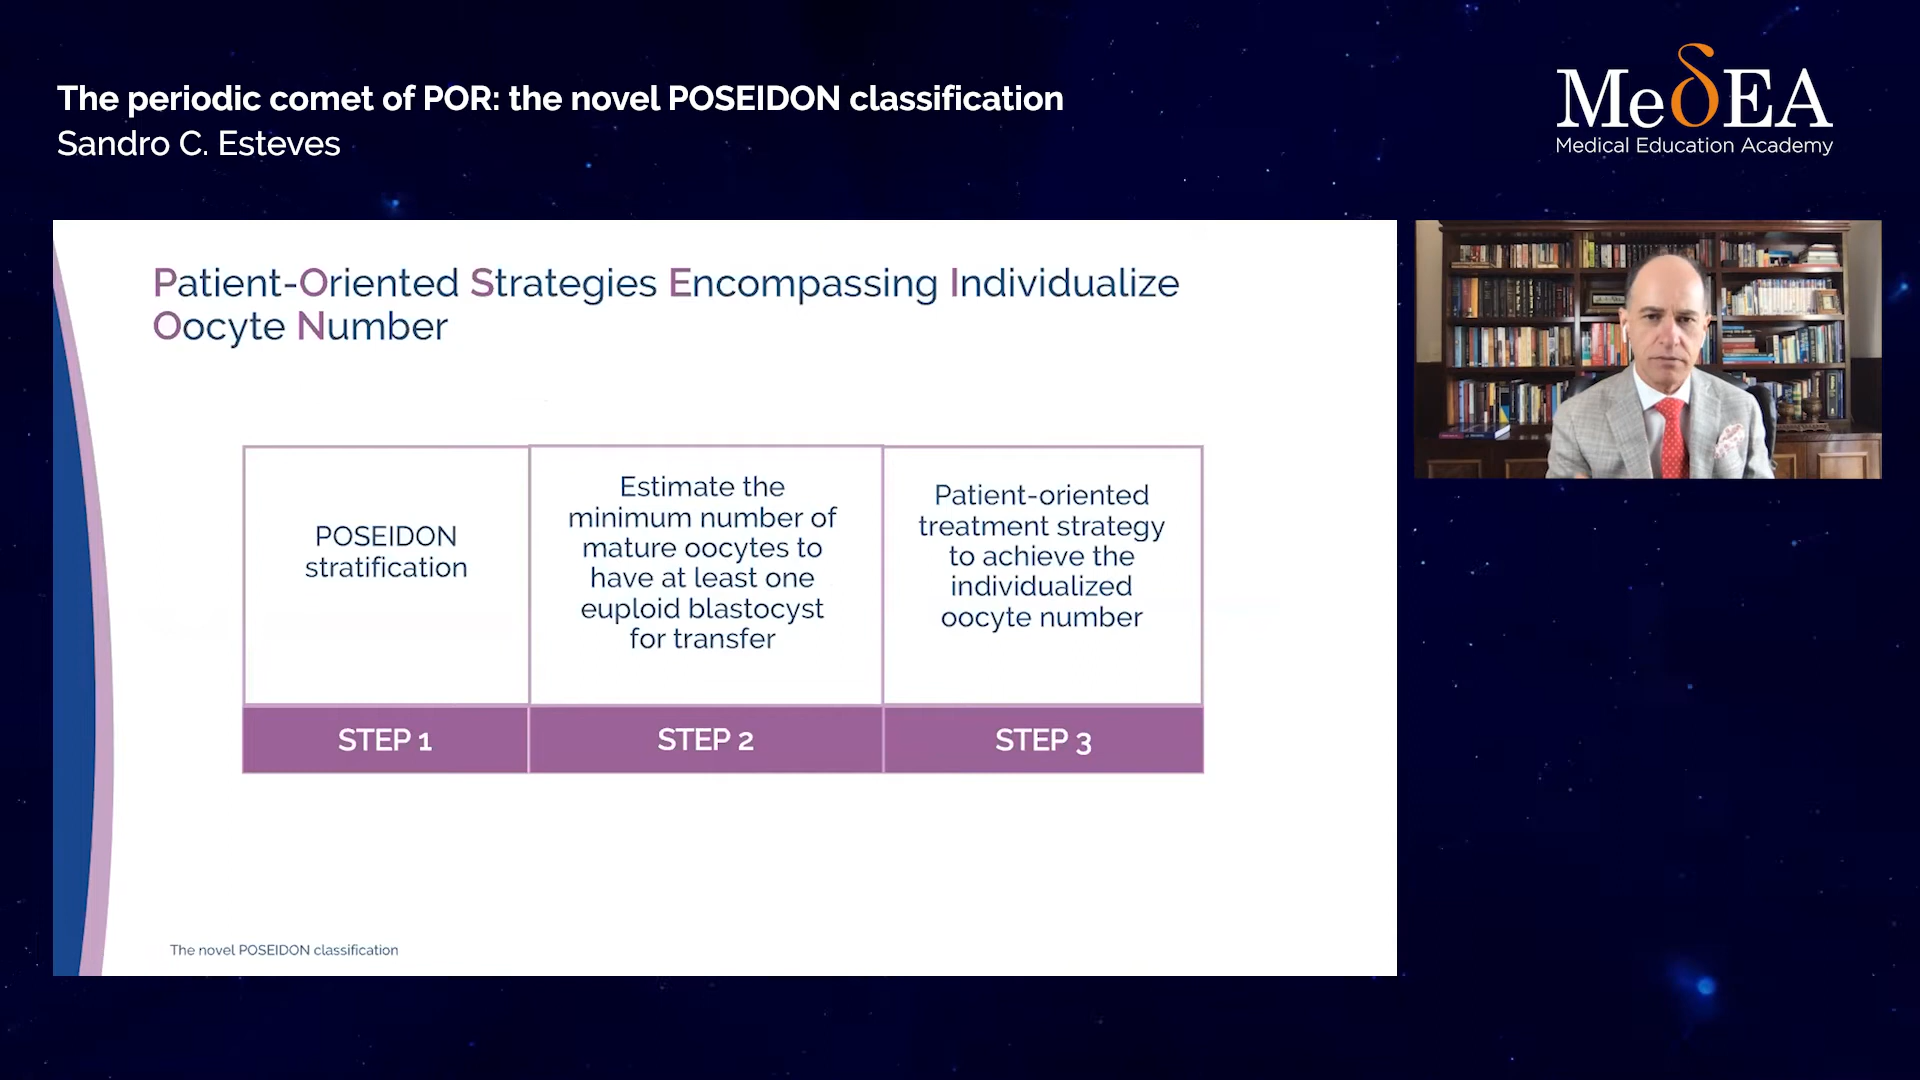 The periodic comet of POR: the novel POSEIDON classification
Sandro C. Esteves
MeδEA
Medical Education Academy
Patient-Oriented Strategies Encompassing Individualize
Oocyte Number
POSEIDON
stratification
STEP 1
Estimate the
minimum number of
mature oocytes to
have at least one
euploid blastocyst
for transfer
STEP 2
Patient-oriented
treatment strategy
to achieve the
individualized
oocyte number
STEP 3
The novel POSEIDON classification